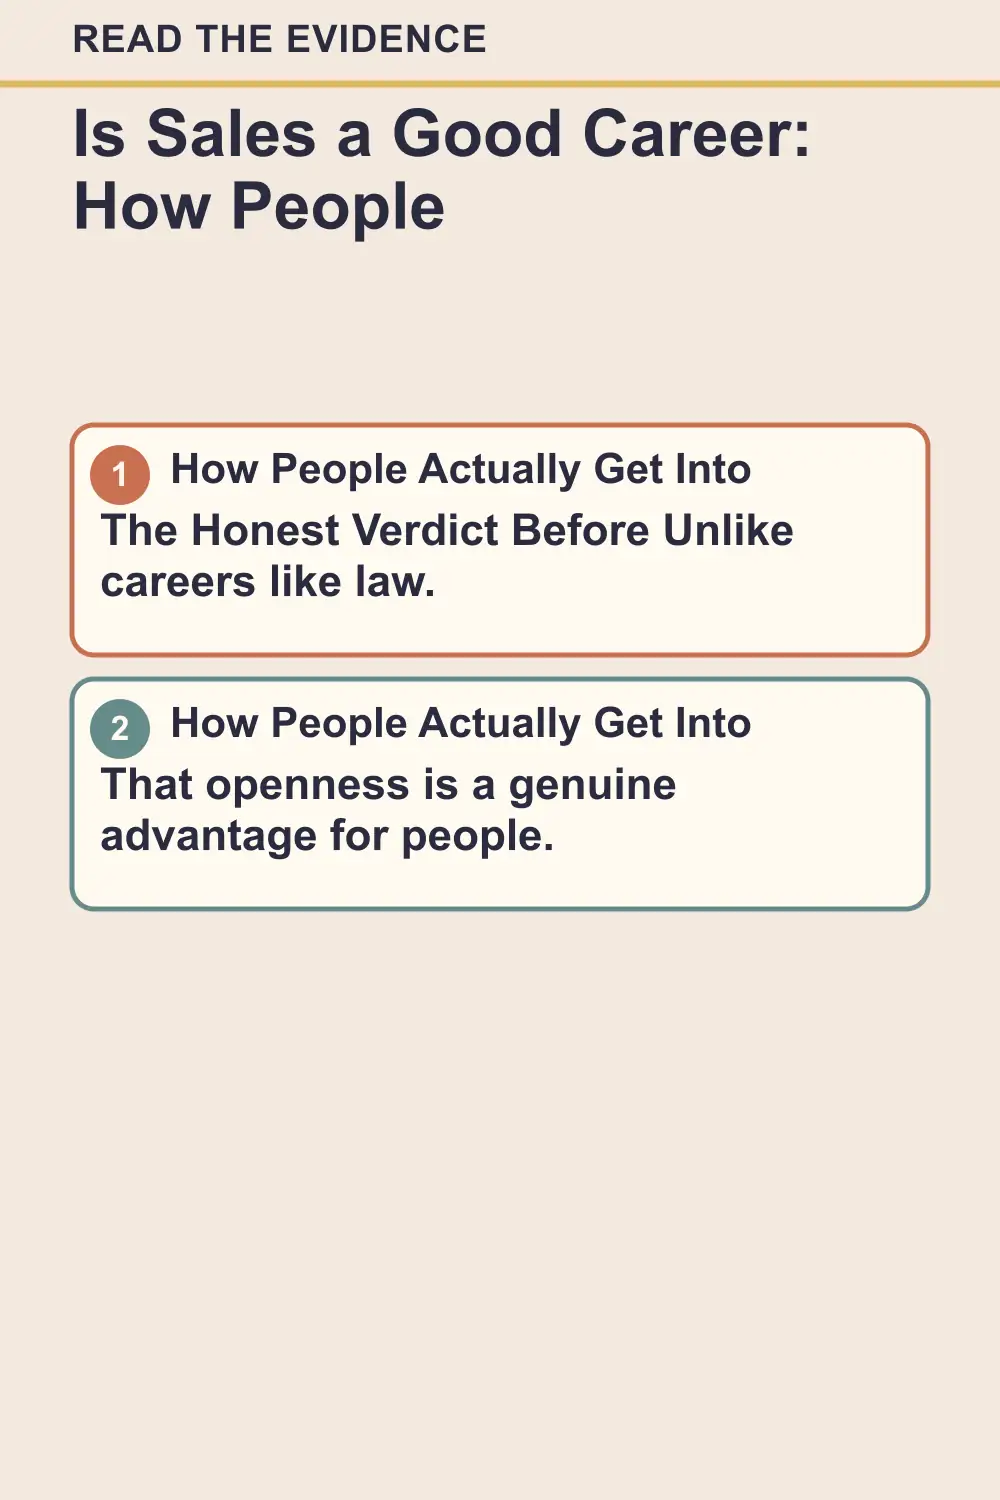 READ THE EVIDENCE
Is Sales a Good Career:
How People
1 How People Actually Get Into
The Honest Verdict Before Unlike
careers like law.
2 How People Actually Get Into
That openness is a genuine
advantage for people.